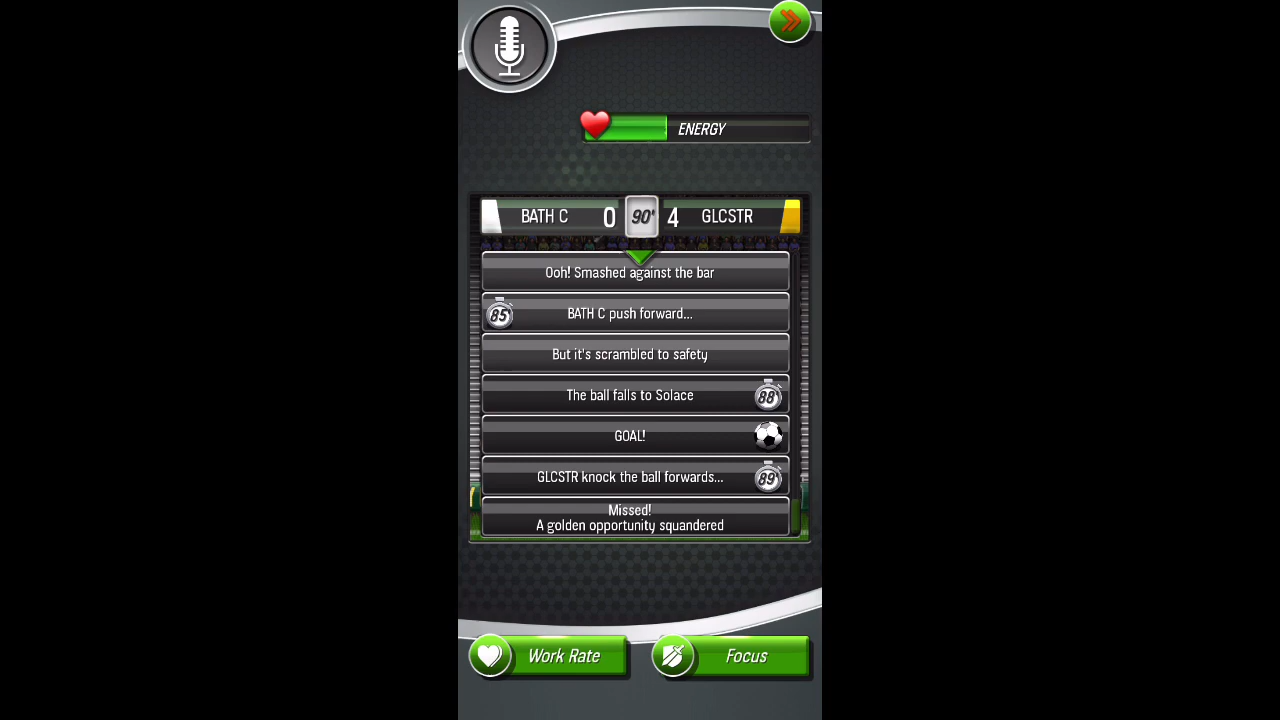 ENERGY
BATH C 0 90' 4 GLCSTR
Ooh! Smashed against the bar
85 BATH C push forward...
But it's scrambled to safety
The ball falls to Solace 88
GOAL!
GLCSTR knock the ball forwards... 89
Missed!
A golden opportunity squandered
Work Rate
Focus